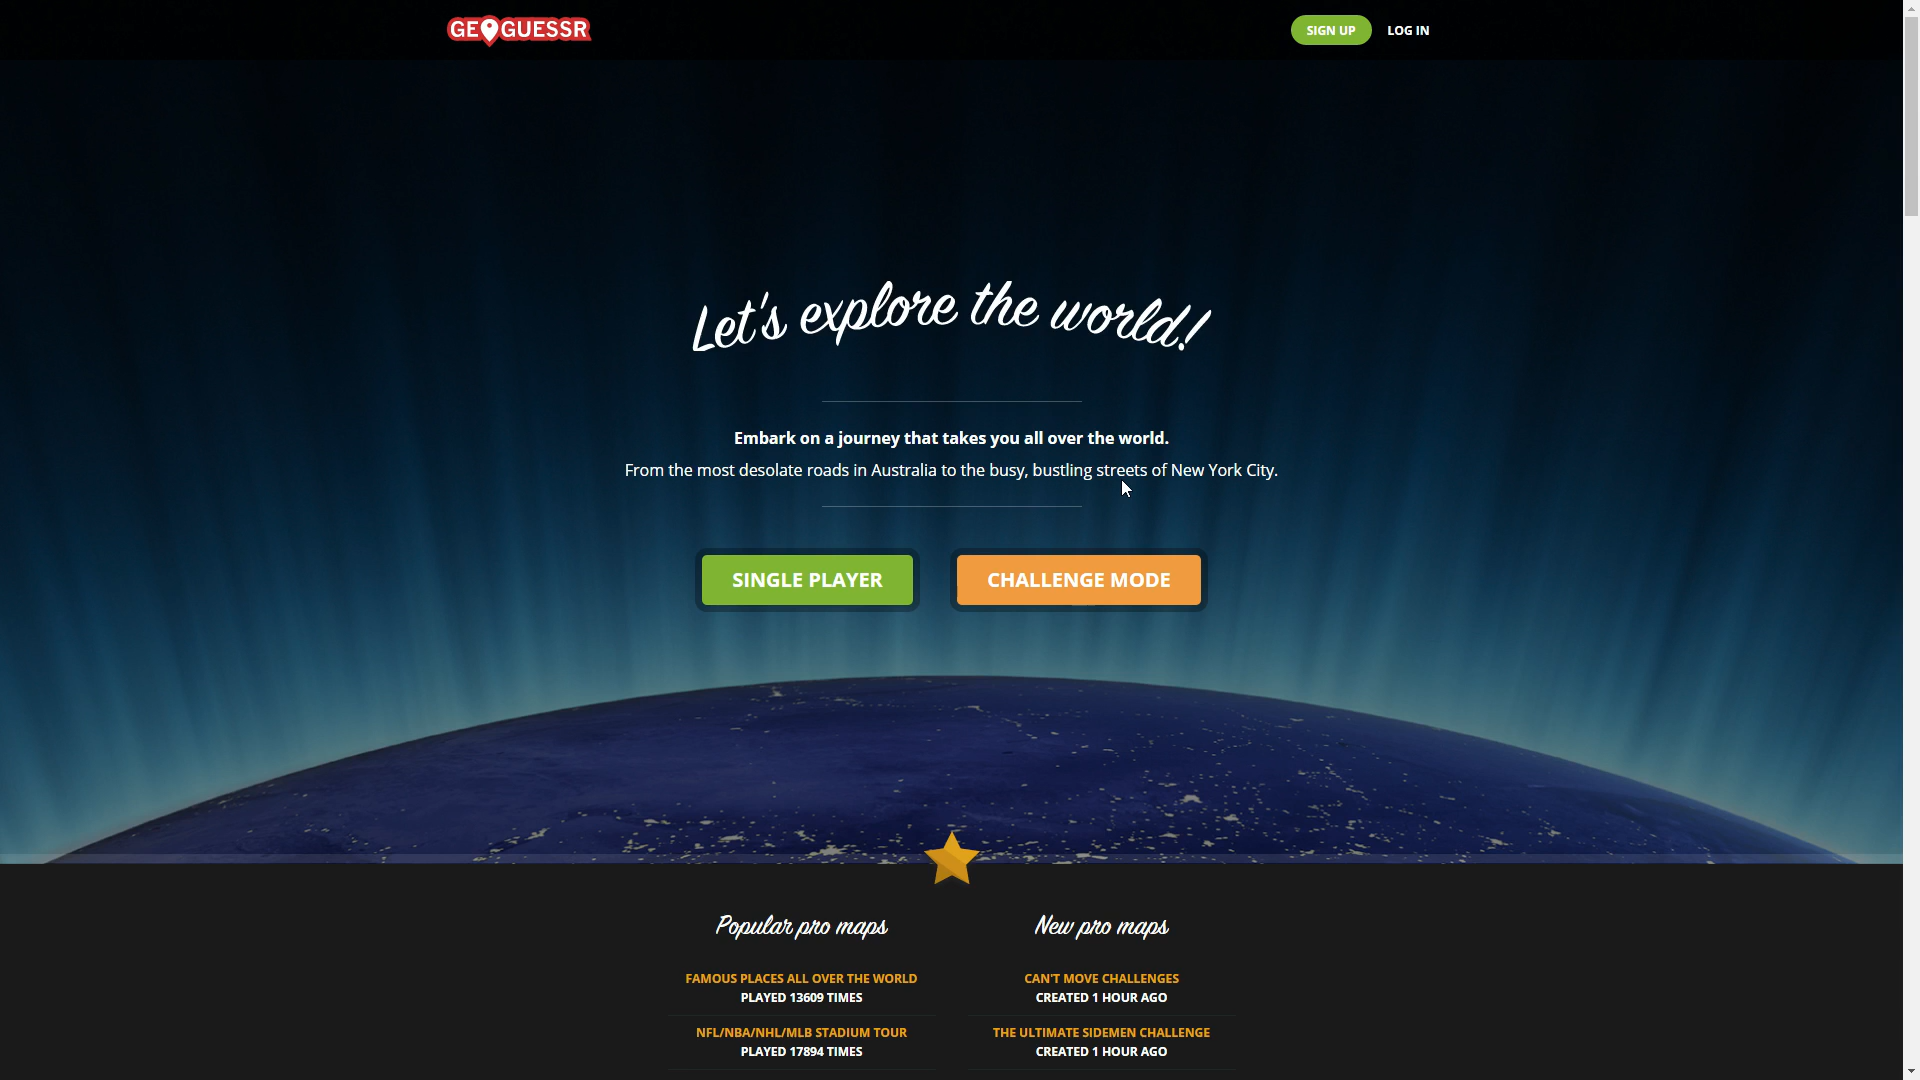 GEOGUESSR
SIGN UP
LOG IN
Let's explore the world!
Embark on a journey that takes you all over the world.
From the most desolate roads in Australia to the busy, bustling streets of New York City.
SINGLE PLAYER
CHALLENGE MODE
Popular pro maps
FAMOUS PLACES ALL OVER THE WORLD
PLAYED 13609 TIMES
NFL/NBA/NHL/MLB STADIUM TOUR
PLAYED 17894 TIMES
New pro maps
CAN'T MOVE CHALLENGES
CREATED 1 HOUR AGO
THE ULTIMATE SIDEMEN CHALLENGE
CREATED 1 HOUR AGO